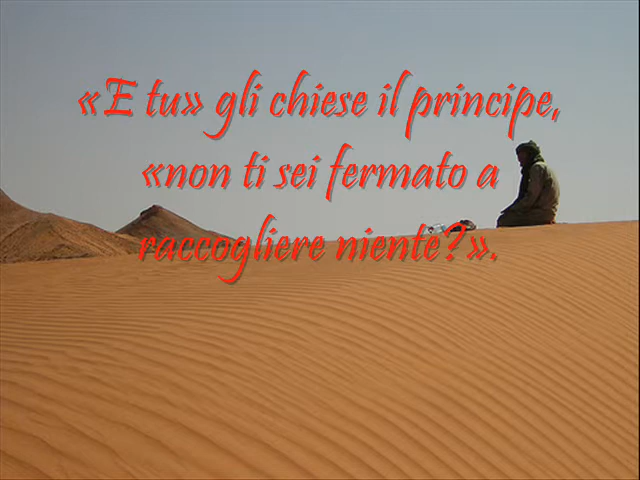 «E tu» gli chiese il principe,
«non ti sei fermato a
raccogliere niente?».